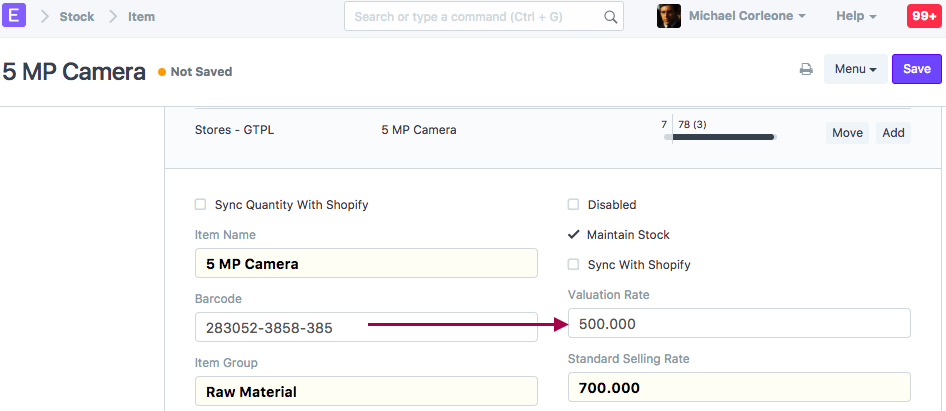 E Stock Item Search or type a command (Ctrl + G) Michael Corleone Help 99+
5 MP Camera Not Saved Menu Save
Stores - GTPL 5 MP Camera 7 78 (3) Move Add
Sync Quantity With Shopify
Disabled
Item Name
Maintain Stock
5 MP Camera
Sync With Shopify
Barcode
Valuation Rate
283052-3858-385
500.000
Item Group
Standard Selling Rate
Raw Material
700.000